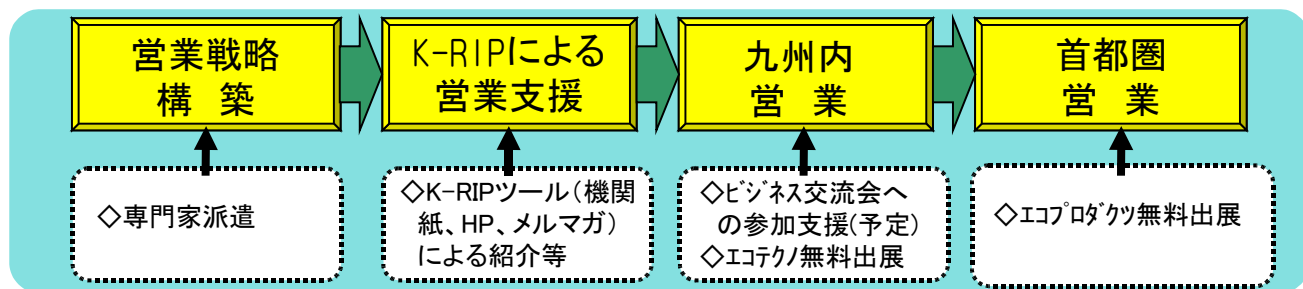 営業戦略
構 築
K-RIPによる
営業支援
九州内
営 業
首都圏
営 業
◇専門家派遣
◇K-RIPツール(機関
紙、HP、メルマガ)
による紹介等
◇ﾋﾞｼﾞﾈｽ交流会へ
の参加支援(予定)
◇ｴｺﾃｸﾉ無料出展
◇ｴｺﾌﾟﾛﾀﾞｸﾂ無料出展